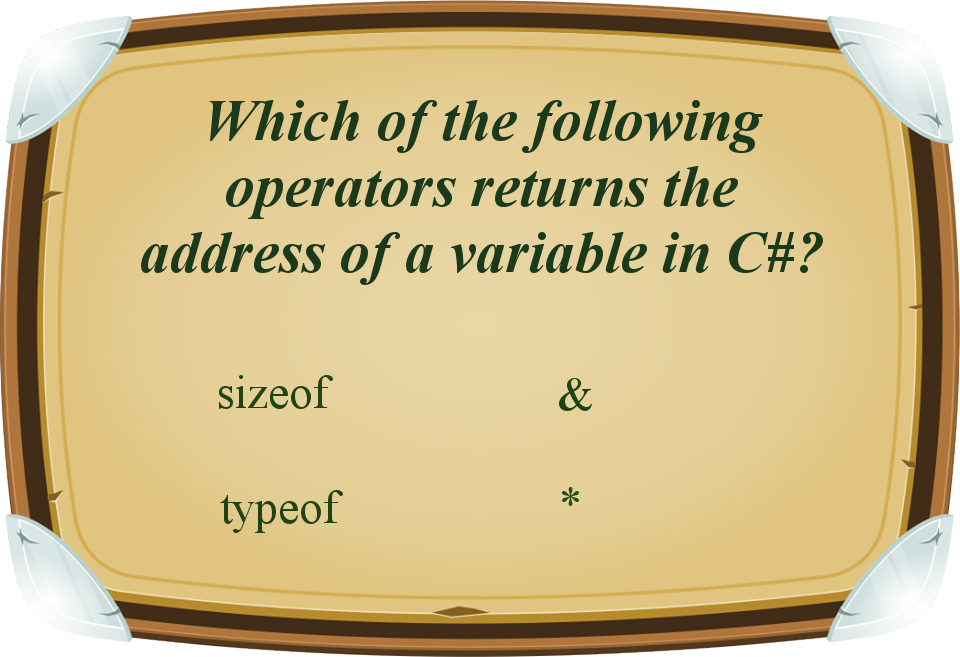 Which of the following
operators returns the
address of a variable in C#?
sizeof
&
typeof
*